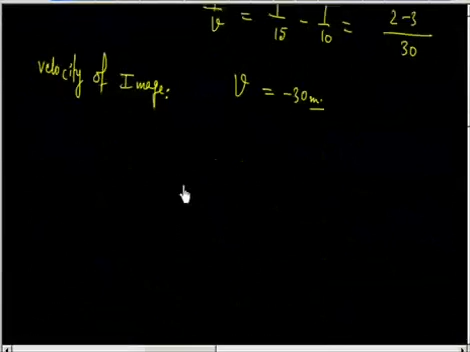 1/v = 1/15 - 1/10 = 2-3/30
velocity of Image: V = -30m.